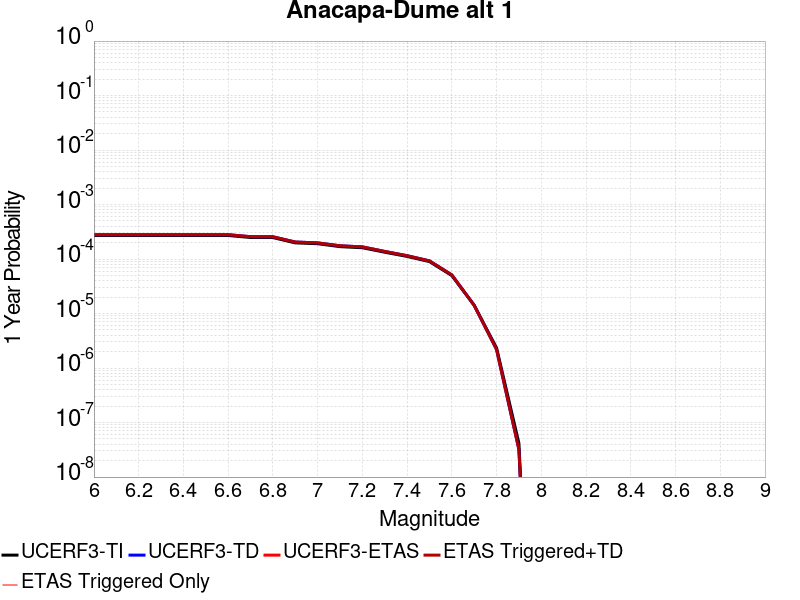 Anacapa-Dume alt 1
10^0
10^-1
10^-2
10^-3
10^-4
10^-5
10^-6
10^-7
10^-8
1 Year Probability
6 6.2 6.4 6.6 6.8 7 7.2 7.4 7.6 7.8 8 8.2 8.4 8.6 8.8 9
Magnitude
UCERF3-TI UCERF3-TD UCERF3-ETAS ETAS Triggered+TD
ETAS Triggered Only